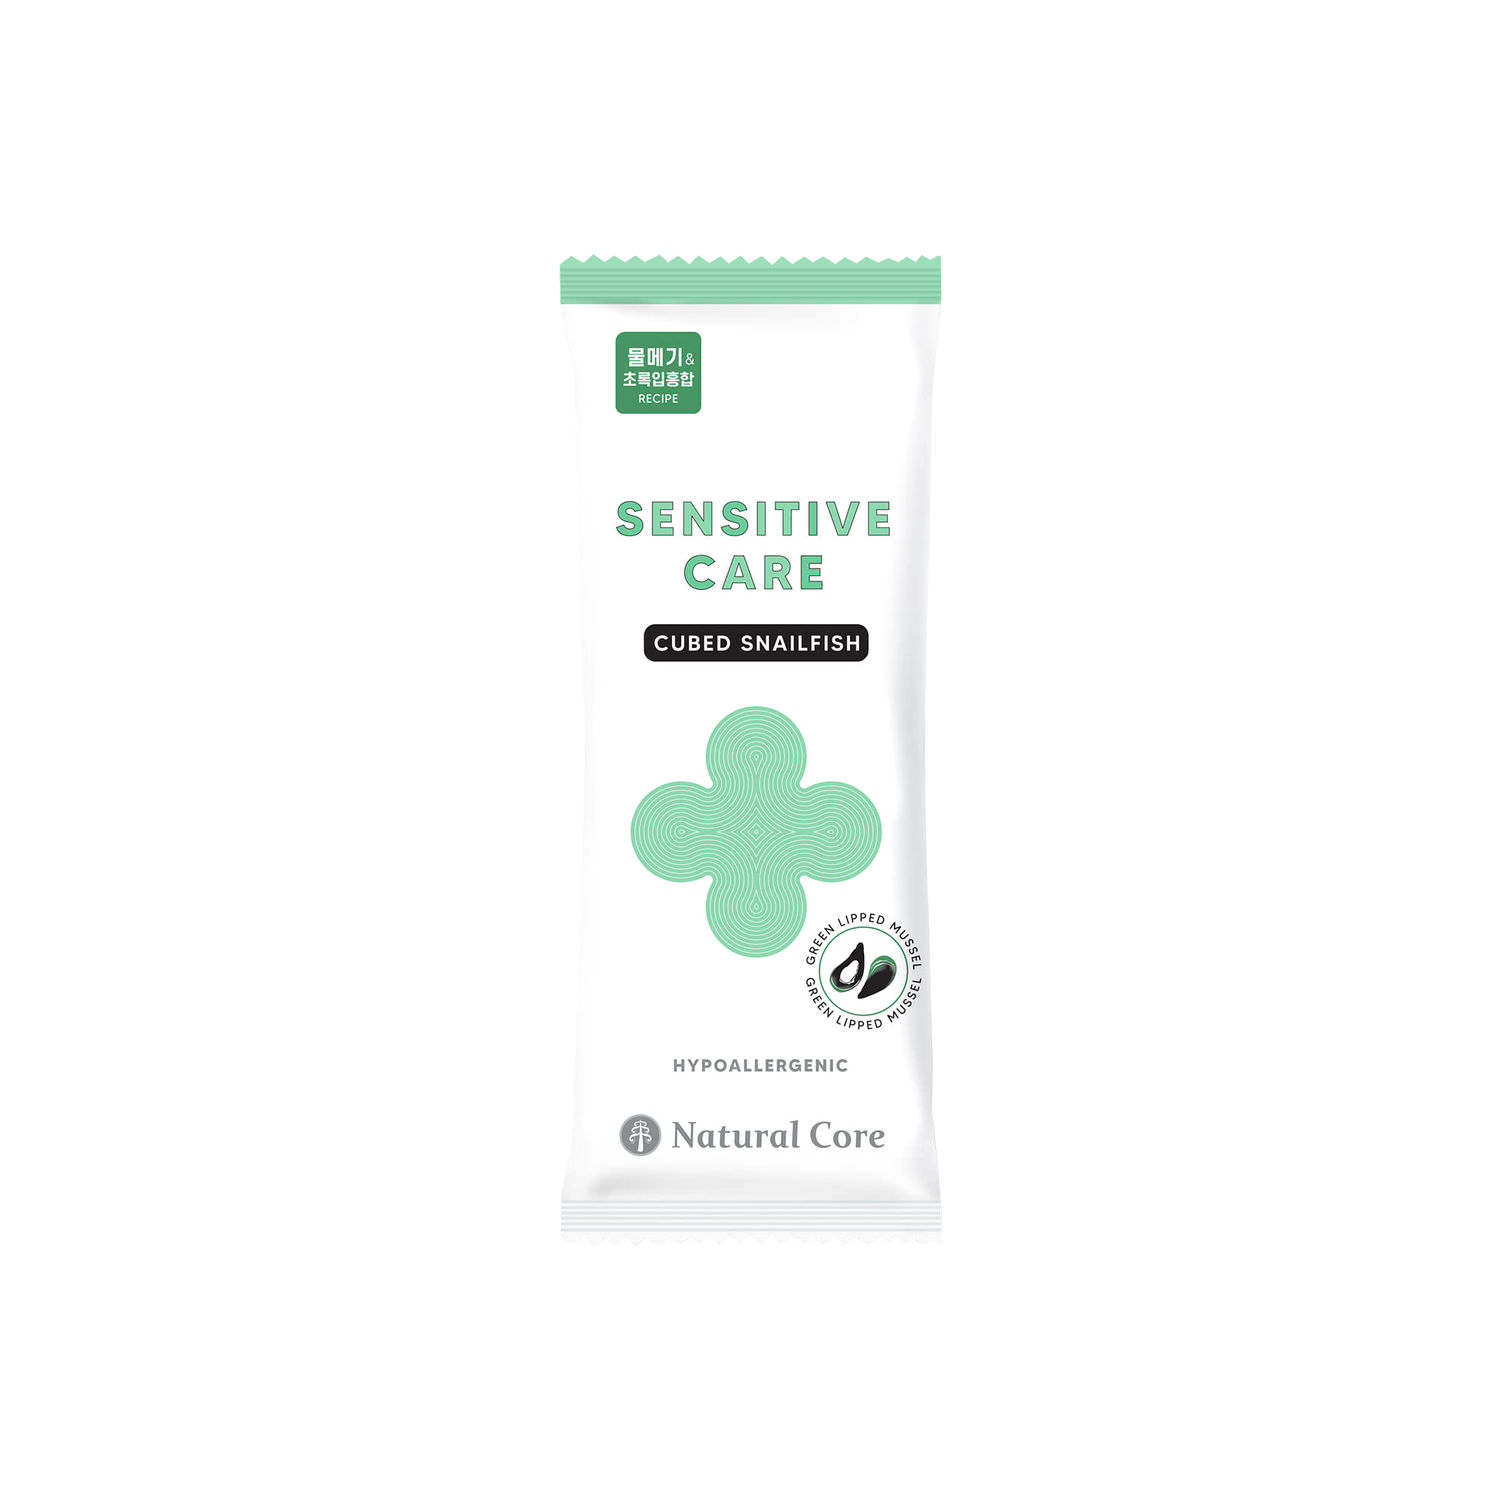 물메기 &
초록입홍합
RECIPE
SENSITIVE
CARE
CUBED SNAILFISH
GREEN LIPPED MUSSEL
GREEN LIPPED MUSSEL
HYPOALLERGENIC
Natural Core